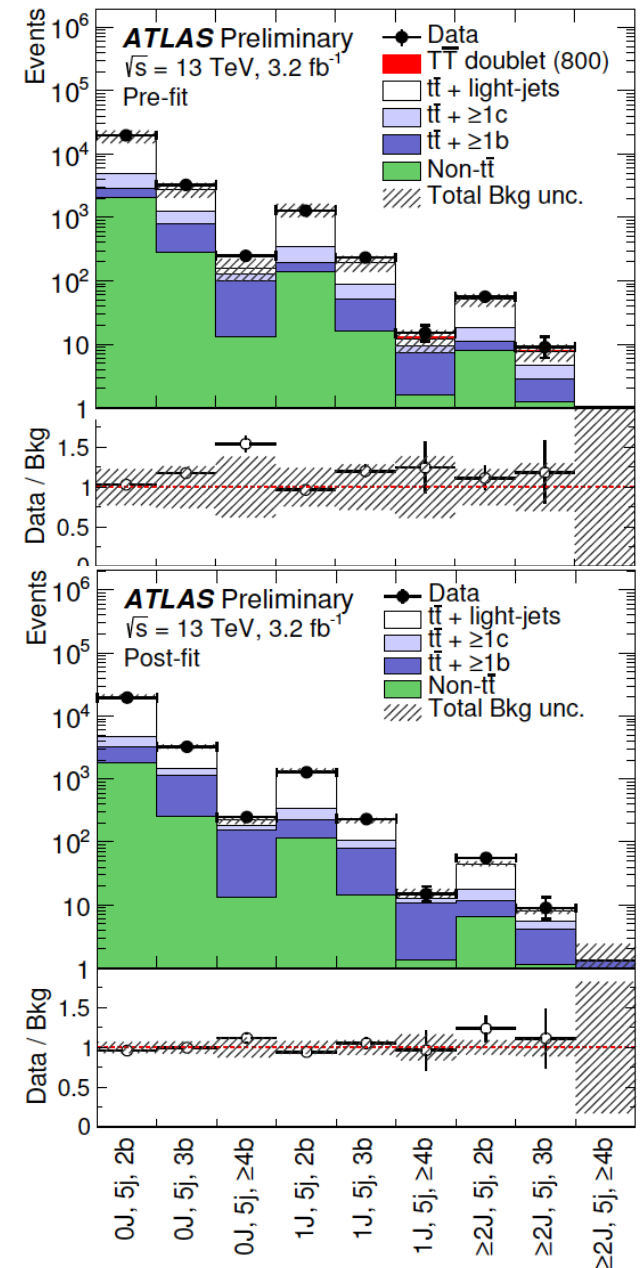 Events
10⁶
10⁵
10⁴
10³
10²
10
1
ATLAS Preliminary
√s = 13 TeV, 3.2 fb⁻¹
Pre-fit
Data
TT̅ doublet (800)
tt̅ + light-jets
tt̅ + ≥1c
tt̅ + ≥1b
Non-tt̅
Total Bkg unc.
Data / Bkg
1.5
1
0.5
0
Events
10⁶
10⁵
10⁴
10³
10²
10
1
ATLAS Preliminary
√s = 13 TeV, 3.2 fb⁻¹
Post-fit
Data
tt̅ + light-jets
tt̅ + ≥1c
tt̅ + ≥1b
Non-tt̅
Total Bkg unc.
Data / Bkg
1.5
1
0.5
0
0J, 5j, 2b
0J, 5j, 3b
0J, 5j, ≥4b
1J, 5j, 2b
1J, 5j, 3b
1J, 5j, ≥4b
≥2J, 5j, 2b
≥2J, 5j, 3b
≥2J, 5j, ≥4b